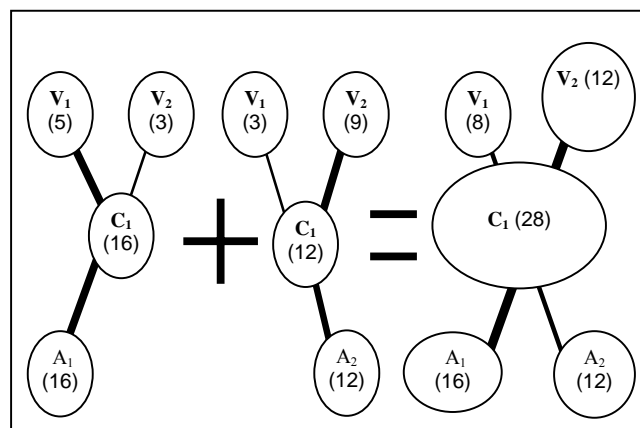 V₁
(5)
V₂
(3)
C₁
(16)
A₁
(16)
+
V₁
(3)
V₂
(9)
C₁
(12)
A₂
(12)
=
V₁
(8)
V₂ (12)
C₁ (28)
A₁
(16)
A₂
(12)